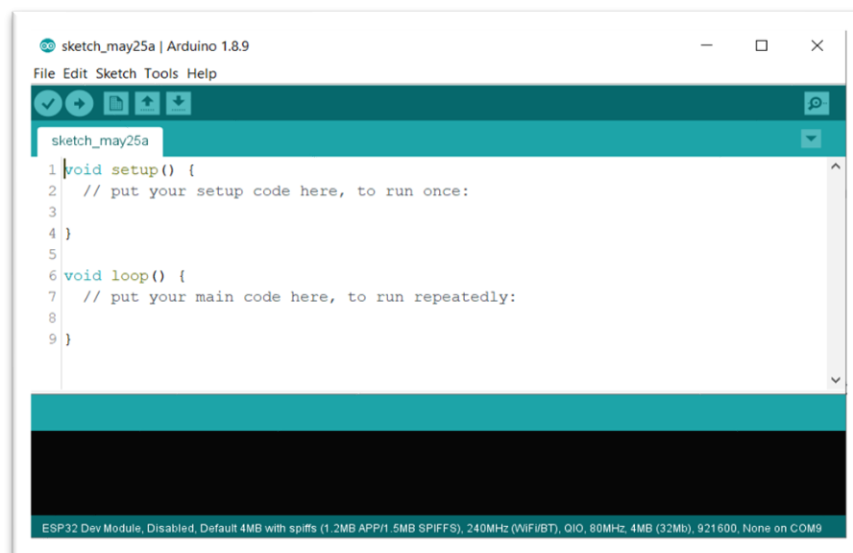 sketch_may25a | Arduino 1.8.9
File Edit Sketch Tools Help
sketch_may25a
1 void setup() {
2   // put your setup code here, to run once:
3
4 }
5
6 void loop() {
7   // put your main code here, to run repeatedly:
8
9 }
ESP32 Dev Module, Disabled, Default 4MB with spiffs (1.2MB APP/1.5MB SPIFFS), 240MHz (WiFi/BT), QIO, 80MHz, 4MB (32Mb), 921600, None on COM9